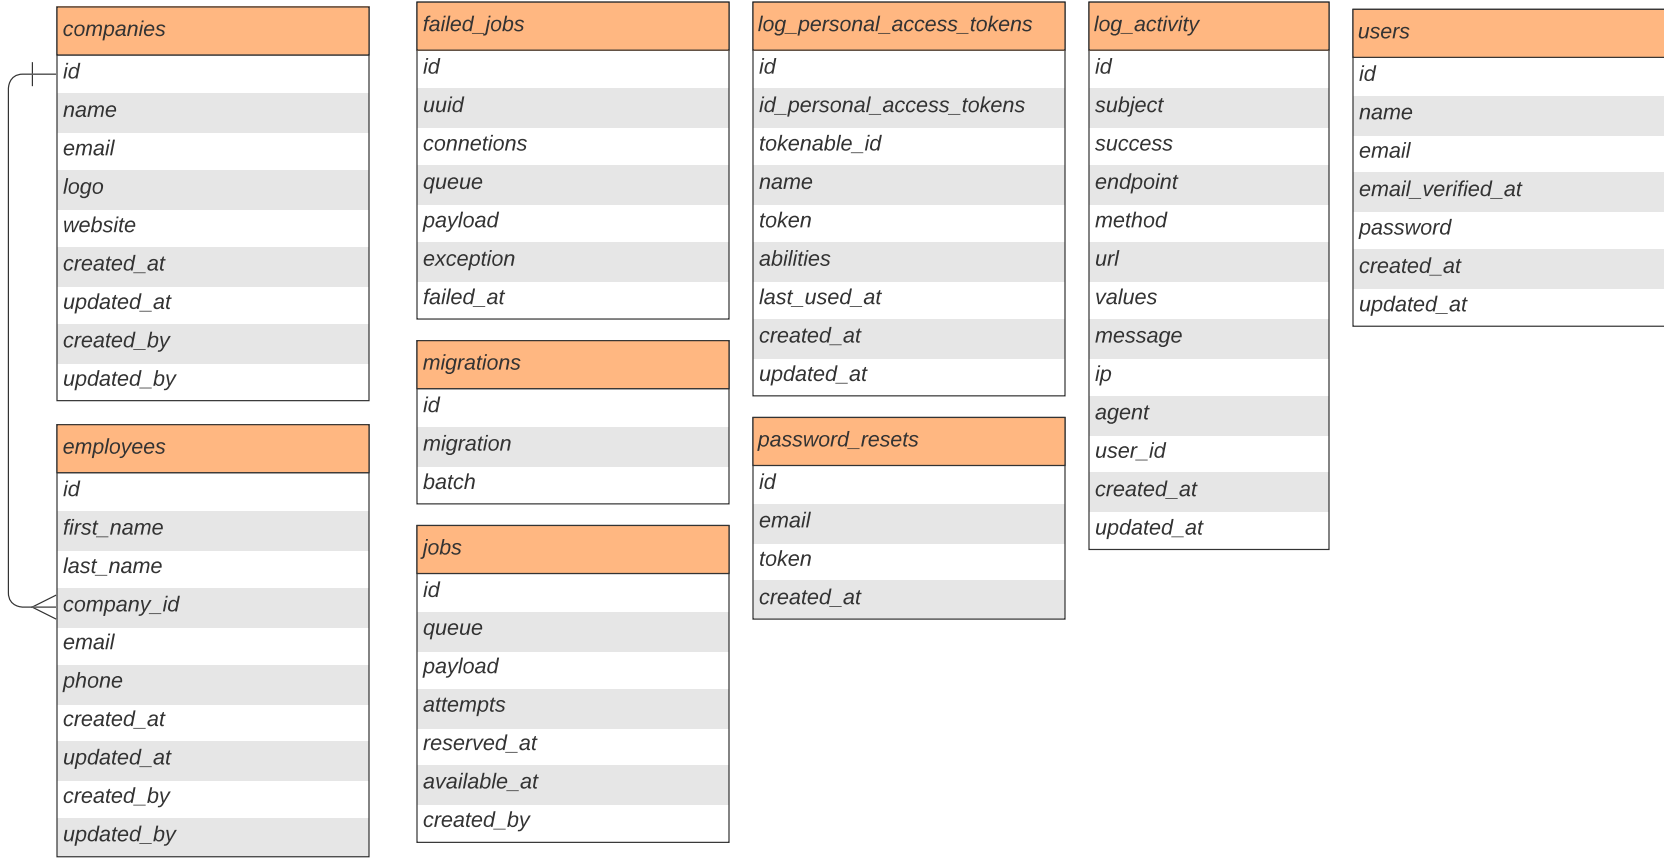 companies
id
name
email
logo
website
created_at
updated_at
created_by
updated_by
employees
id
first_name
last_name
company_id
email
phone
created_at
updated_at
created_by
updated_by
failed_jobs
id
uuid
connetions
queue
payload
exception
failed_at
migrations
id
migration
batch
jobs
id
queue
payload
attempts
reserved_at
available_at
created_by
log_personal_access_tokens
id
id_personal_access_tokens
tokenable_id
name
token
abilities
last_used_at
created_at
updated_at
password_resets
id
email
token
created_at
log_activity
id
subject
success
endpoint
method
url
values
message
ip
agent
user_id
created_at
updated_at
users
id
name
email
email_verified_at
password
created_at
updated_at